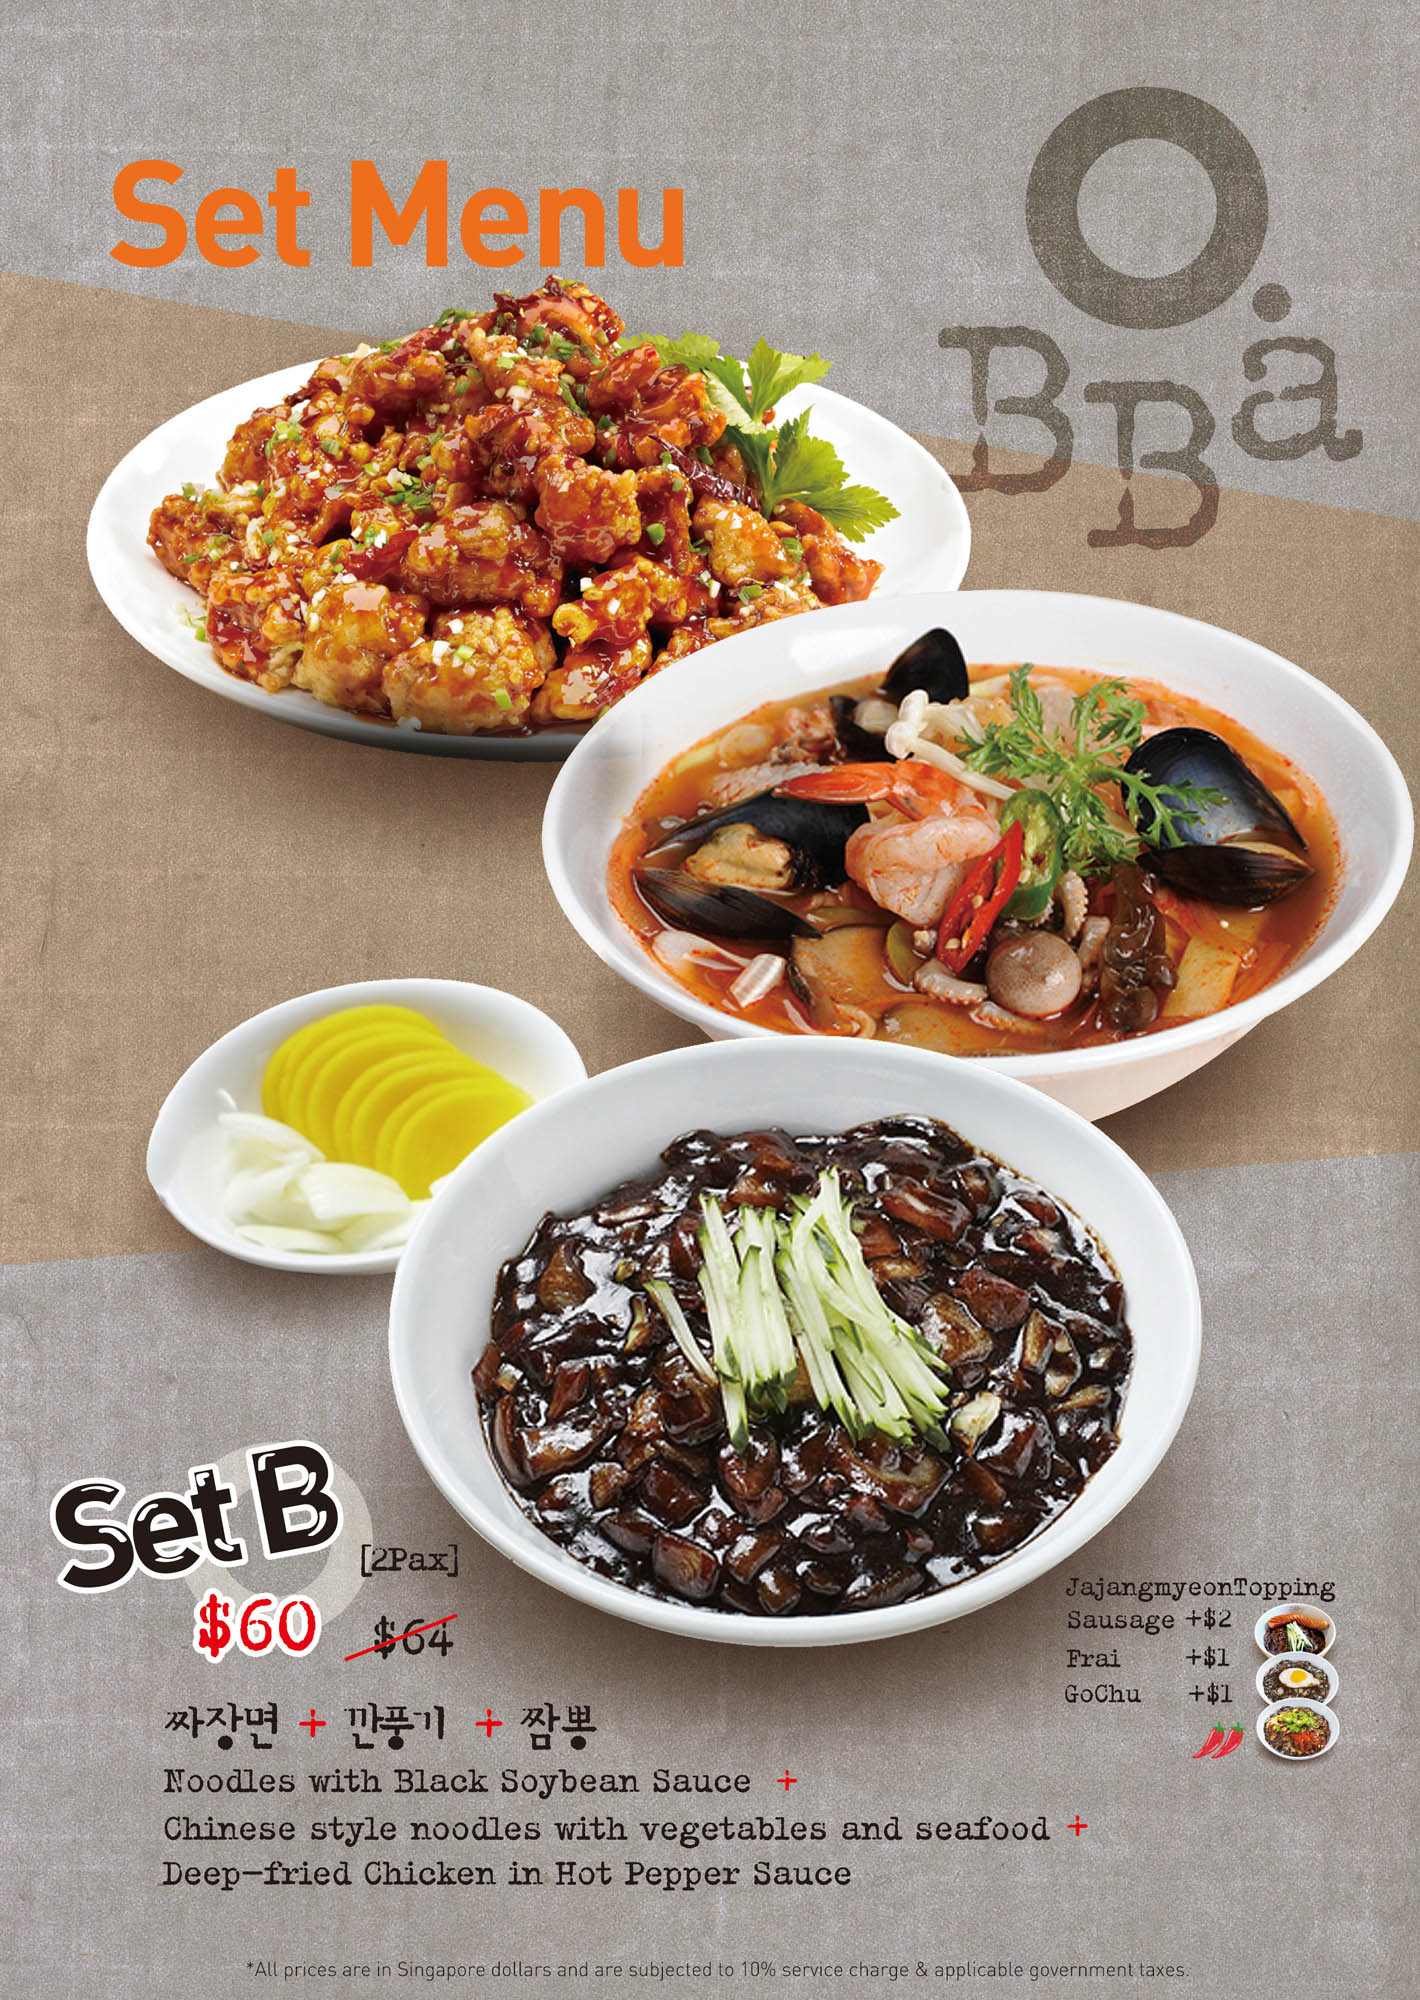 Set Menu
O.
BBa
Set B
[2Pax]
$60
$64
JajangmyeonTopping
Sausage +$2
Frai +$1
GoChu +$1
짜장면 + 깐풍기 + 짬뽕
Noodles with Black Soybean Sauce +
Chinese style noodles with vegetables and seafood +
Deep-fried Chicken in Hot Pepper Sauce
*All prices are in Singapore dollars and are subjected to 10% service charge & applicable government taxes.